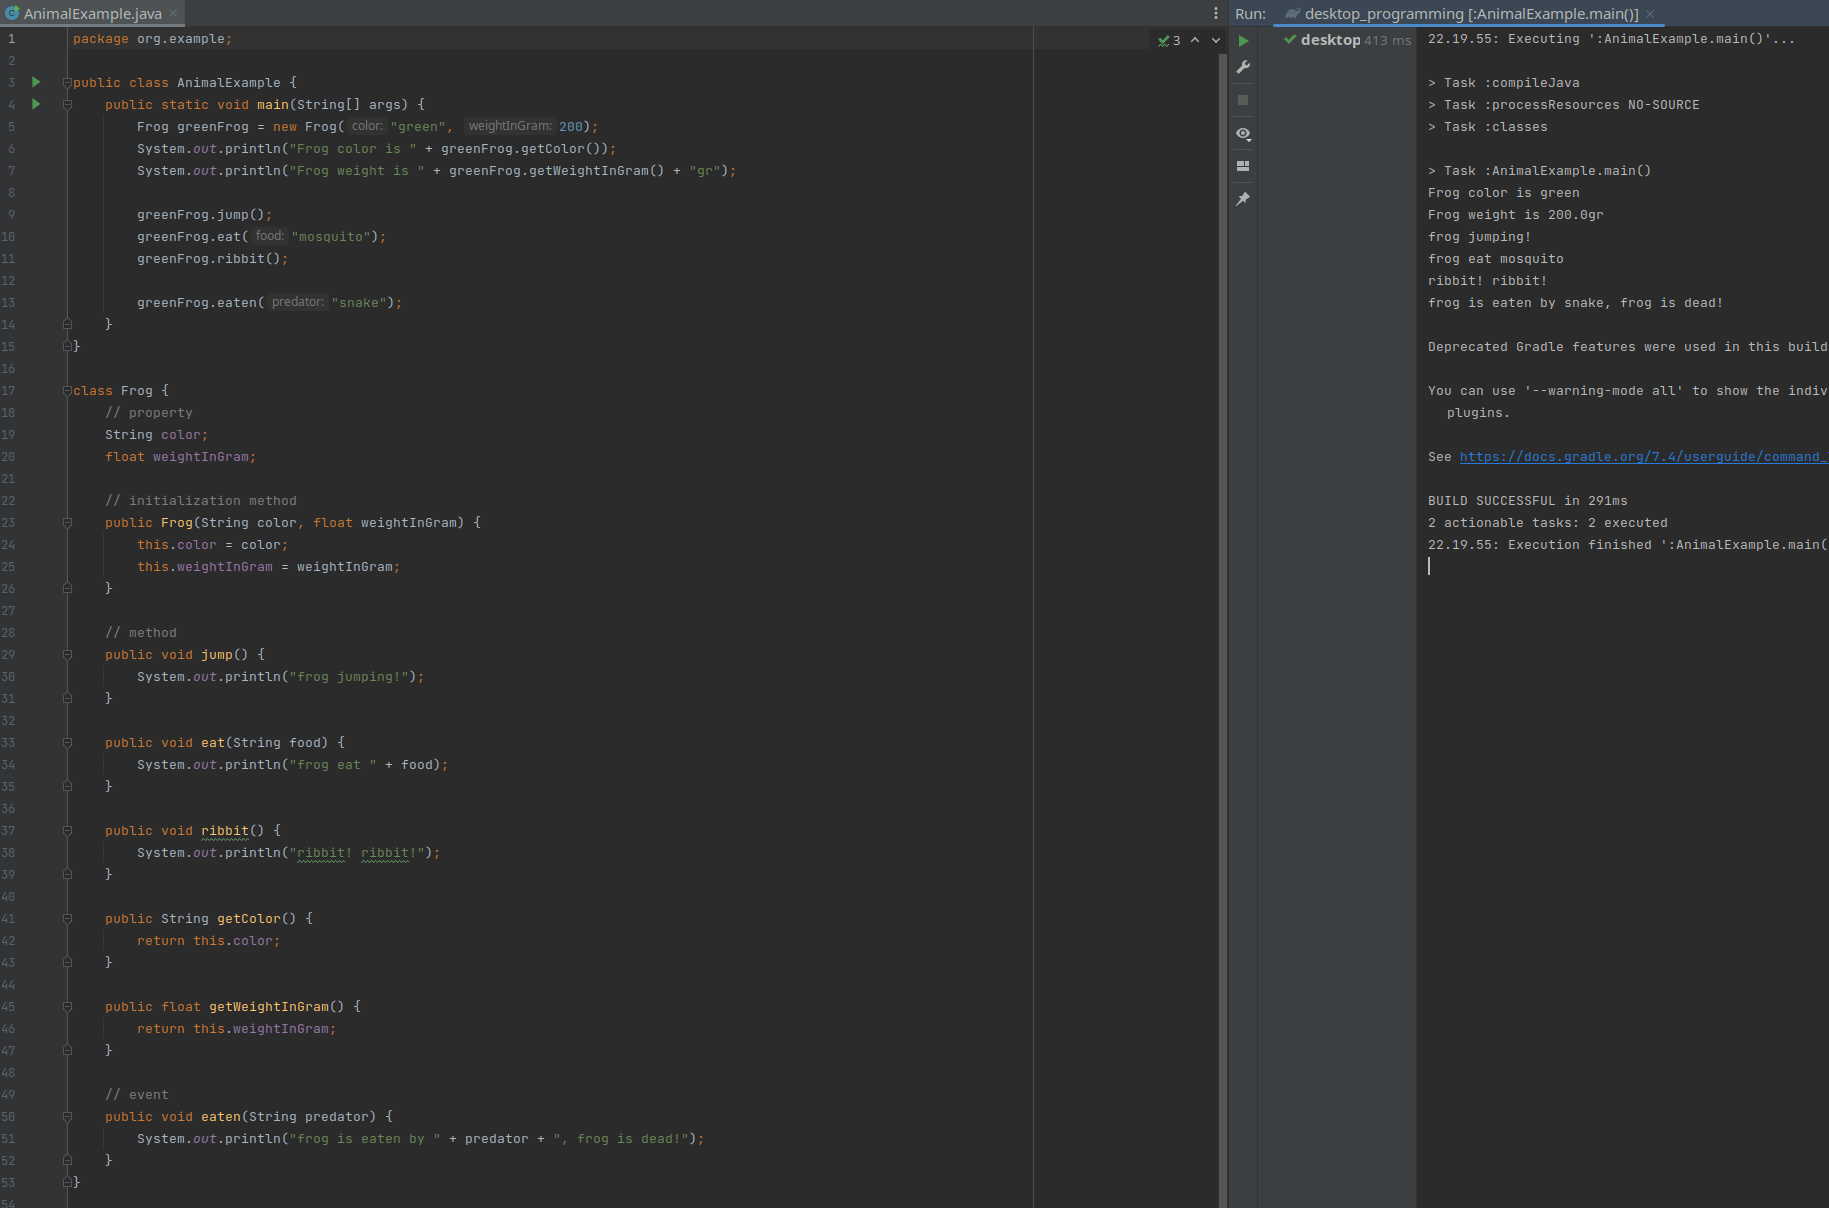 AnimalExample.java
1 package org.example;
2
3 public class AnimalExample {
4 public static void main(String[] args) {
5 Frog greenFrog = new Frog( color: "green", weightInGram: 200);
6 System.out.println("Frog color is " + greenFrog.getColor());
7 System.out.println("Frog weight is " + greenFrog.getWeightInGram() + "gr");
8
9 greenFrog.jump();
10 greenFrog.eat( food: "mosquito");
11 greenFrog.ribbit();
12
13 greenFrog.eaten( predator: "snake");
14 }
15 }
16
17 class Frog {
18 // property
19 String color;
20 float weightInGram;
21
22 // initialization method
23 public Frog(String color, float weightInGram) {
24 this.color = color;
25 this.weightInGram = weightInGram;
26 }
27
28 // method
29 public void jump() {
30 System.out.println("frog jumping!");
31 }
32
33 public void eat(String food) {
34 System.out.println("frog eat " + food);
35 }
36
37 public void ribbit() {
38 System.out.println("ribbit! ribbit!");
39 }
40
41 public String getColor() {
42 return this.color;
43 }
44
45 public float getWeightInGram() {
46 return this.weightInGram;
47 }
48
49 // event
50 public void eaten(String predator) {
51 System.out.println("frog is eaten by " + predator + ", frog is dead!");
52 }
53 }
54
3
Run: desktop_programming [:AnimalExample.main()]
desktop 413 ms
22.19.55: Executing ':AnimalExample.main()'...
> Task :compileJava
> Task :processResources NO-SOURCE
> Task :classes
> Task :AnimalExample.main()
Frog color is green
Frog weight is 200.0gr
frog jumping!
frog eat mosquito
ribbit! ribbit!
frog is eaten by snake, frog is dead!
Deprecated Gradle features were used in this build
You can use '--warning-mode all' to show the indiv
plugins.
See https://docs.gradle.org/7.4/userguide/command_
BUILD SUCCESSFUL in 291ms
2 actionable tasks: 2 executed
22.19.55: Execution finished ':AnimalExample.main(